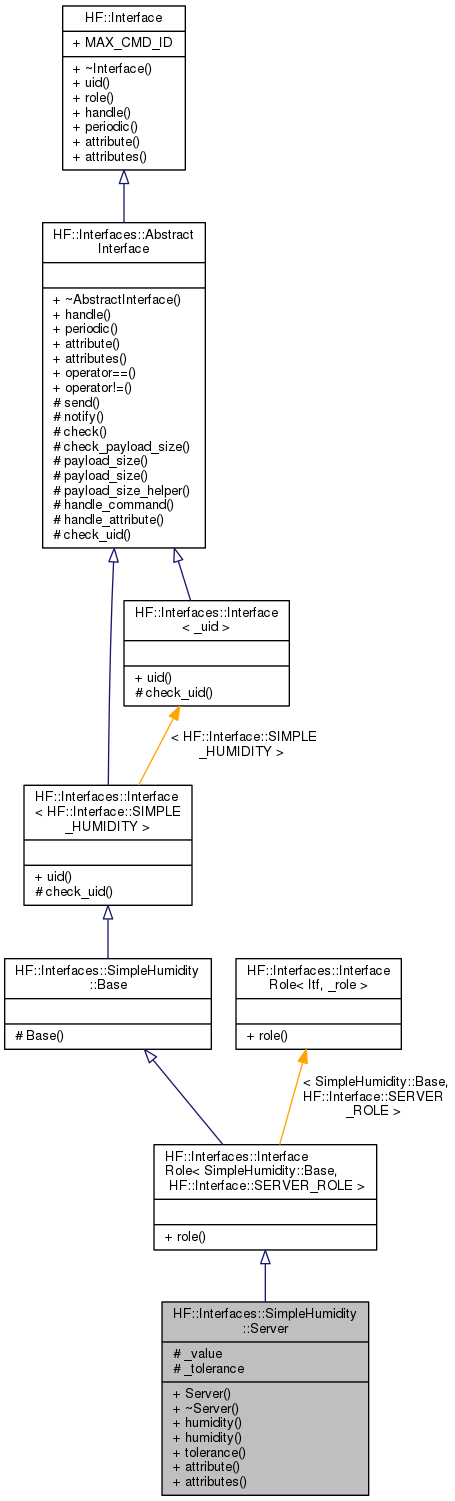 HF::Interface
+ MAX_CMD_ID
+ ~Interface()
+ uid()
+ role()
+ handle()
+ periodic()
+ attribute()
+ attributes()
HF::Interfaces::Abstract
Interface
+ ~AbstractInterface()
+ handle()
+ periodic()
+ attribute()
+ attributes()
+ operator==()
+ operator!=()
# send()
# notify()
# check()
# check_payload_size()
# payload_size()
# payload_size()
# payload_size_helper()
# handle_command()
# handle_attribute()
# check_uid()
HF::Interfaces::Interface
< _uid >
+ uid()
# check_uid()
< HF::Interface::SIMPLE
_HUMIDITY >
HF::Interfaces::Interface
< HF::Interface::SIMPLE
_HUMIDITY >
+ uid()
# check_uid()
HF::Interfaces::SimpleHumidity
::Base
# Base()
HF::Interfaces::Interface
Role< Itf, _role >
+ role()
< SimpleHumidity::Base,
HF::Interface::SERVER
_ROLE >
HF::Interfaces::Interface
Role< SimpleHumidity::Base,
HF::Interface::SERVER_ROLE >
+ role()
HF::Interfaces::SimpleHumidity
::Server
# _value
# _tolerance
+ Server()
+ ~Server()
+ humidity()
+ humidity()
+ tolerance()
+ attribute()
+ attributes()